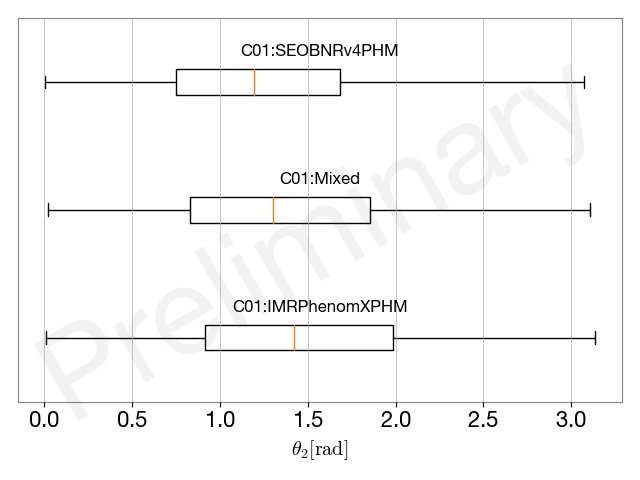 C01:SEOBNRv4PHM
C01:Mixed
C01:IMRPhenomXPHM
Preliminary
0.0 0.5 1.0 1.5 2.0 2.5 3.0
θ₂[rad]